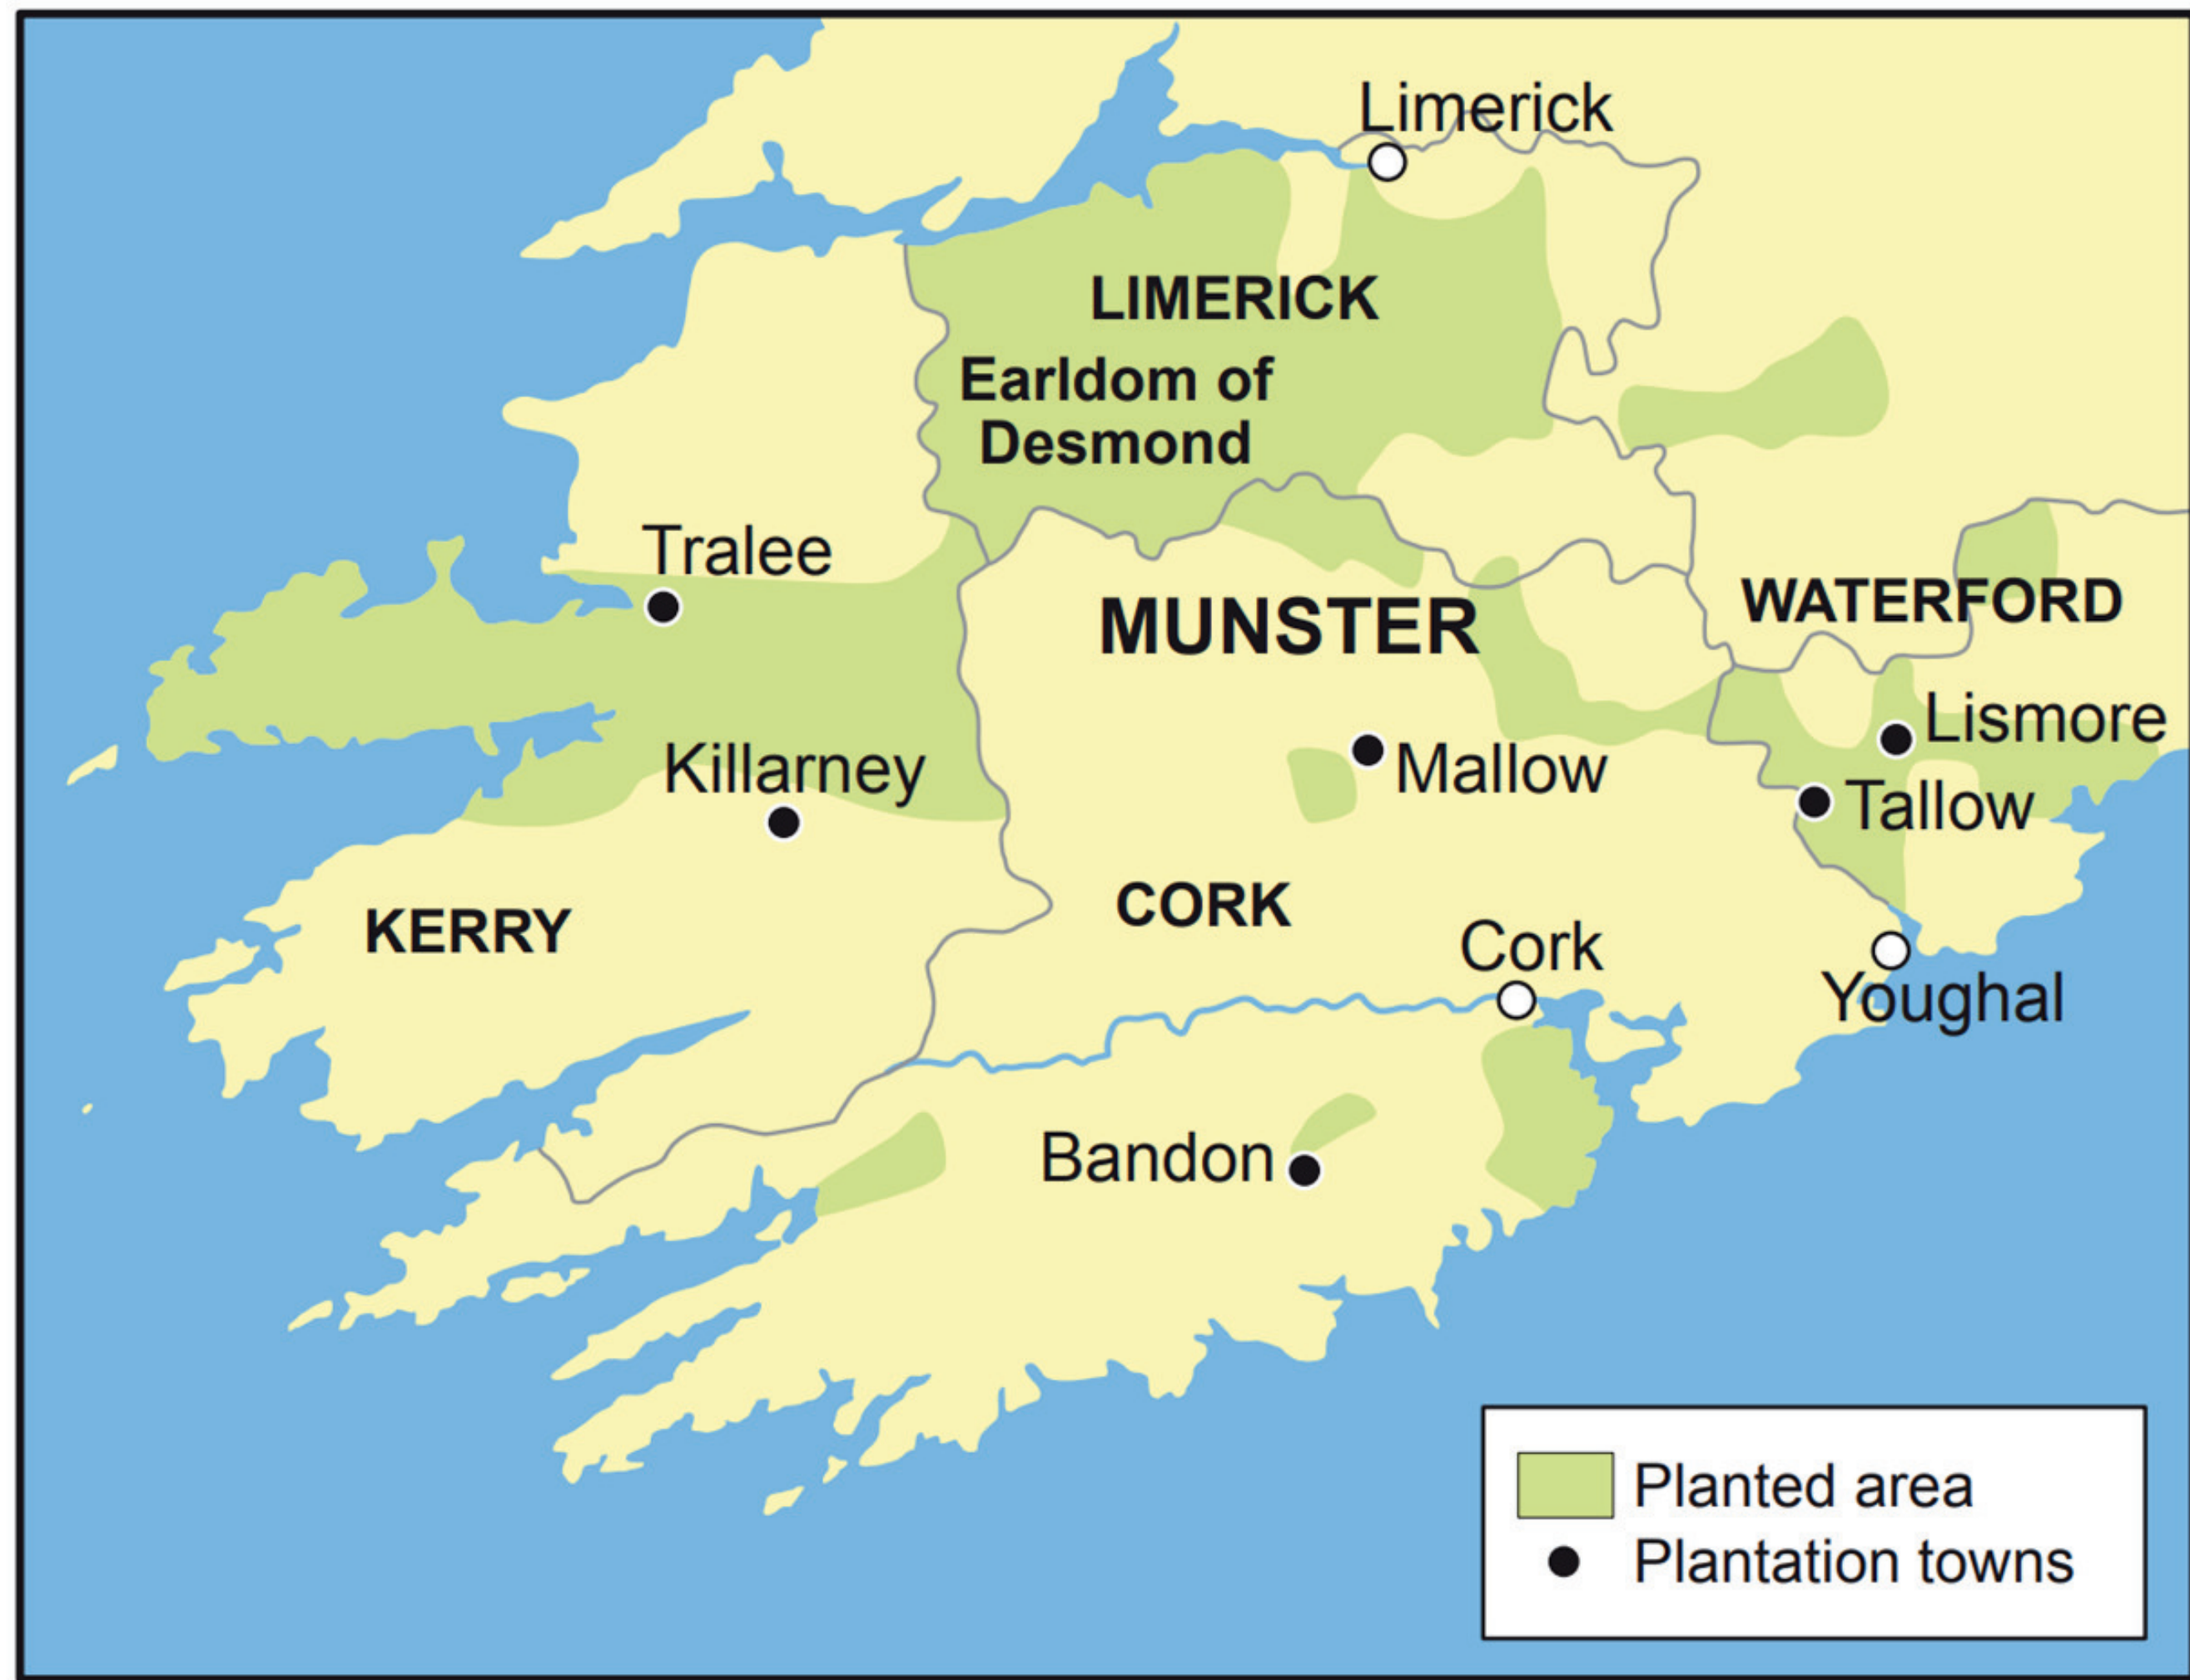 Limerick
LIMERICK
Earldom of
Desmond
Tralee
MUNSTER
WATERFORD
Lismore
Killarney
Mallow
Tallow
KERRY
CORK
Cork
Youghal
Bandon
Planted area
Plantation towns